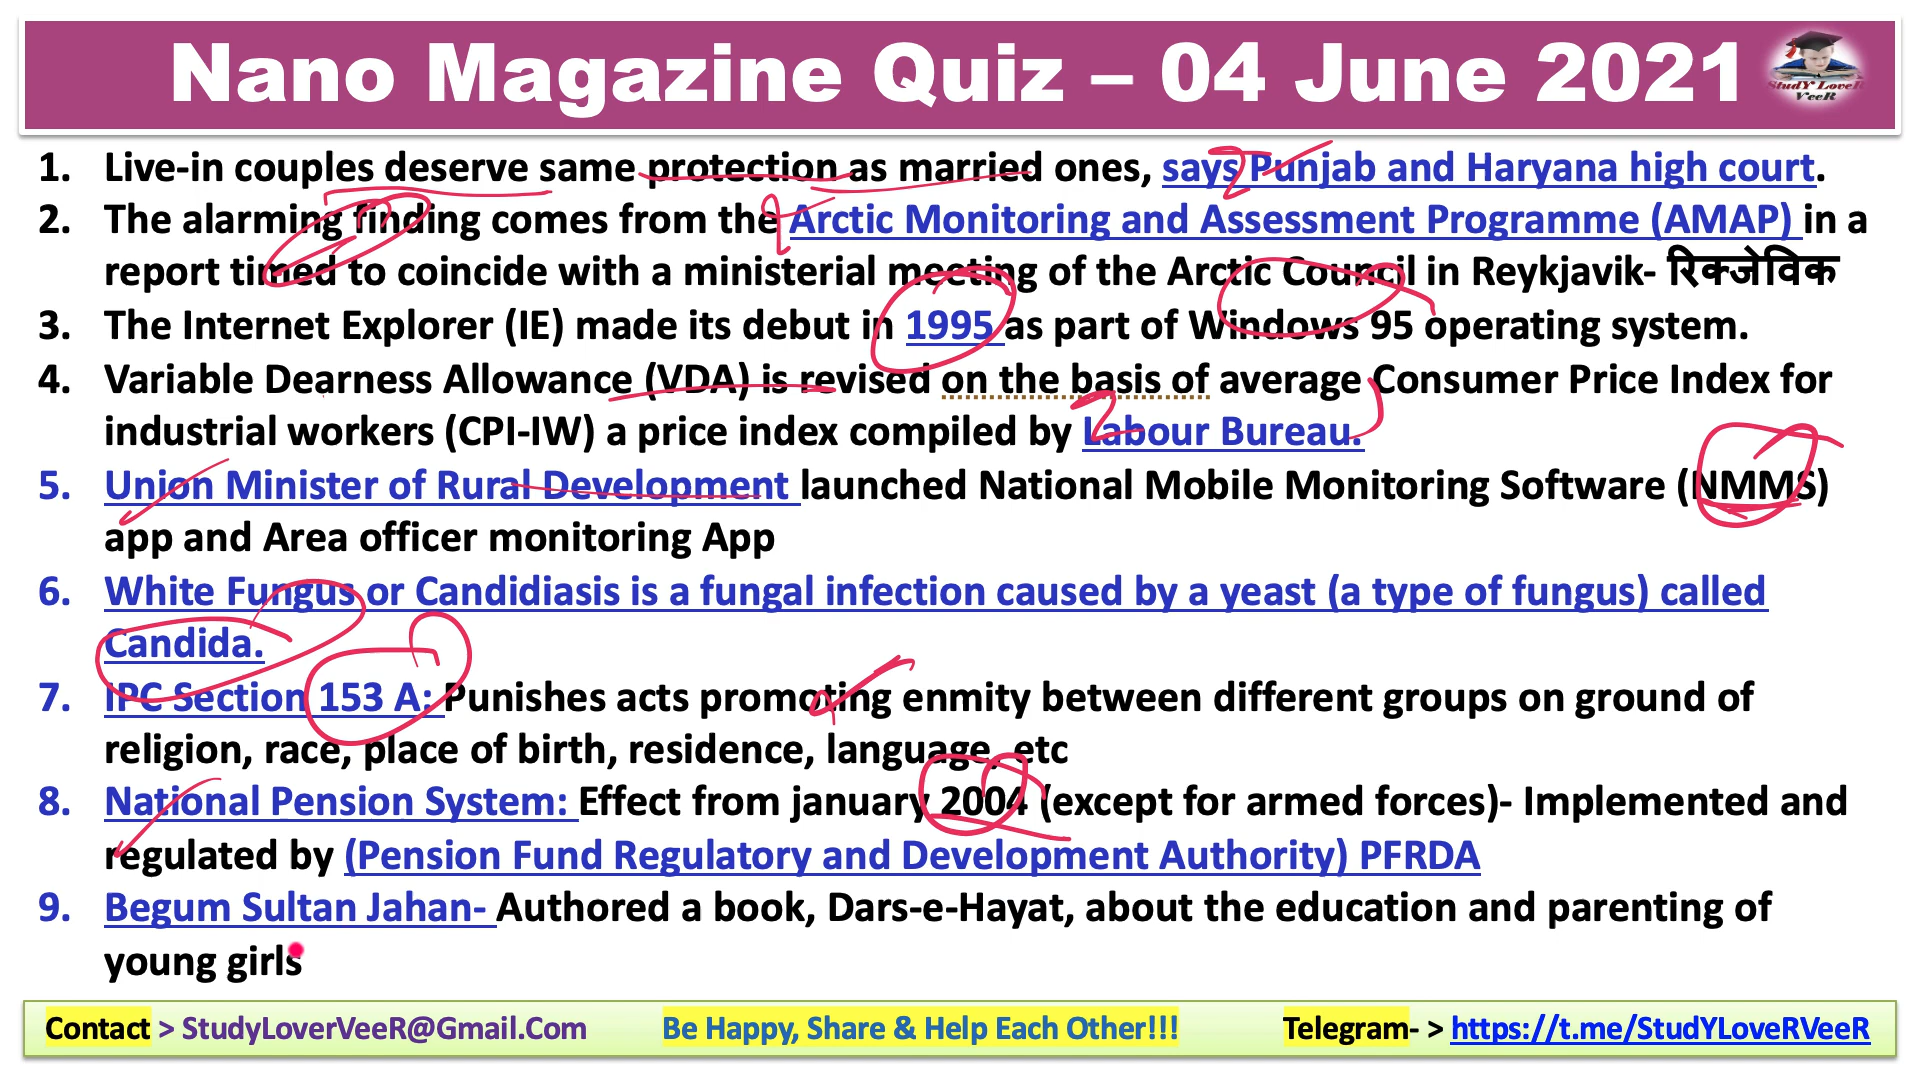 Nano Magazine Quiz – 04 June 2021
StudY LoveR
VeeR
1. Live-in couples deserve same protection as married ones, says Punjab and Haryana high court.
2. The alarming finding comes from the Arctic Monitoring and Assessment Programme (AMAP) in a
report timed to coincide with a ministerial meeting of the Arctic Council in Reykjavik- रिक्जेविक
3. The Internet Explorer (IE) made its debut in 1995 as part of Windows 95 operating system.
4. Variable Dearness Allowance (VDA) is revised on the basis of average Consumer Price Index for
industrial workers (CPI-IW) a price index compiled by Labour Bureau.
5. Union Minister of Rural Development launched National Mobile Monitoring Software (NMMS)
app and Area officer monitoring App
6. White Fungus or Candidiasis is a fungal infection caused by a yeast (a type of fungus) called
Candida.
7. IPC Section 153 A: Punishes acts promoting enmity between different groups on ground of
religion, race, place of birth, residence, language, etc
8. National Pension System: Effect from january 2004 (except for armed forces)- Implemented and
regulated by (Pension Fund Regulatory and Development Authority) PFRDA
9. Begum Sultan Jahan- Authored a book, Dars-e-Hayat, about the education and parenting of
young girls
Contact > StudyLoverVeeR@Gmail.Com Be Happy, Share & Help Each Other!!! Telegram- > https://t.me/StudYLoveRVeeR